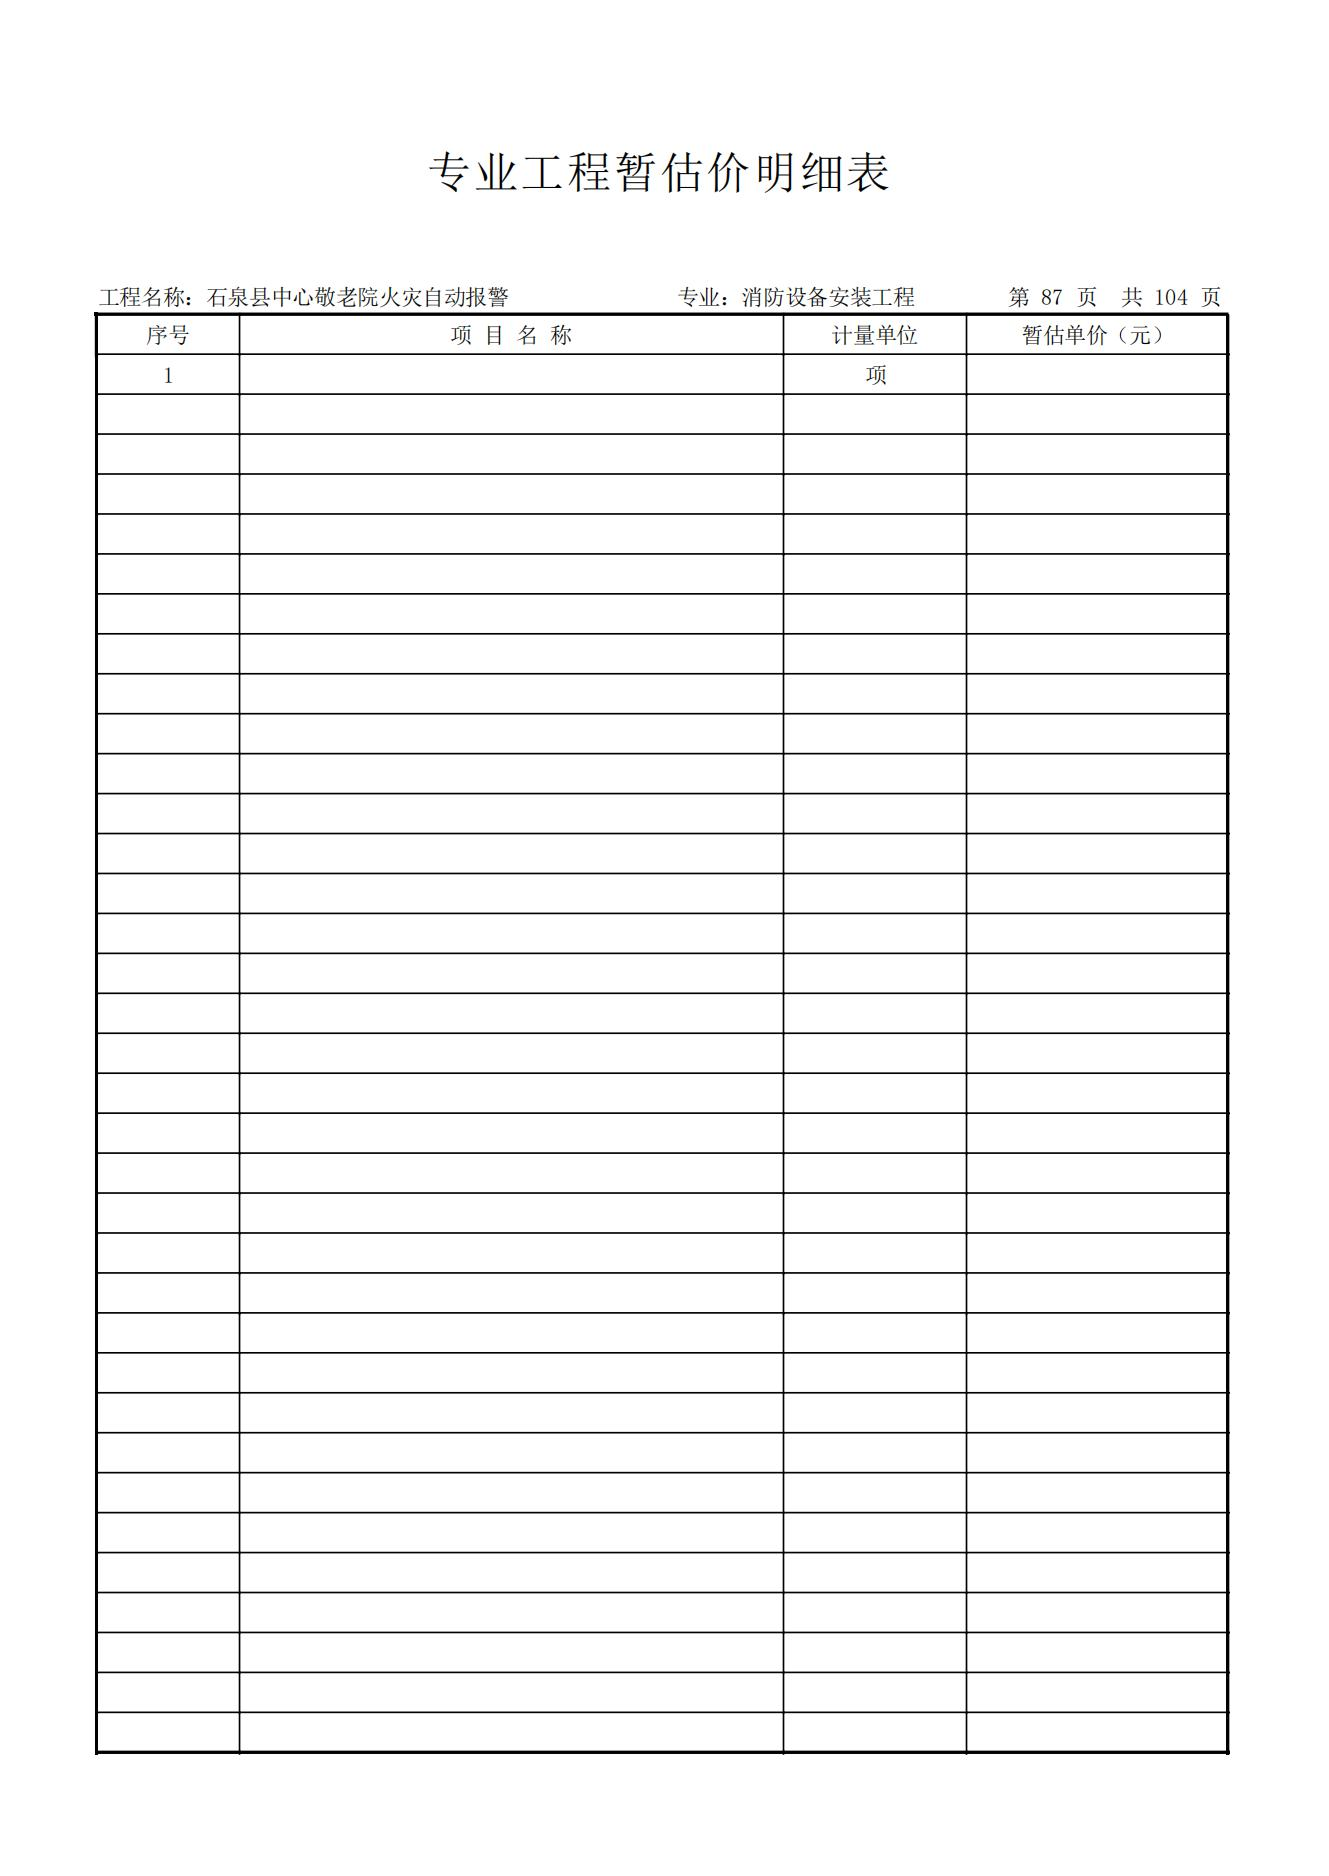 专业工程暂估价明细表
工程名称：石泉县中心敬老院火灾自动报警 专业：消防设备安装工程 第 87 页 共 104 页
序号 项 目 名 称 计量单位 暂估单价（元）
1 项